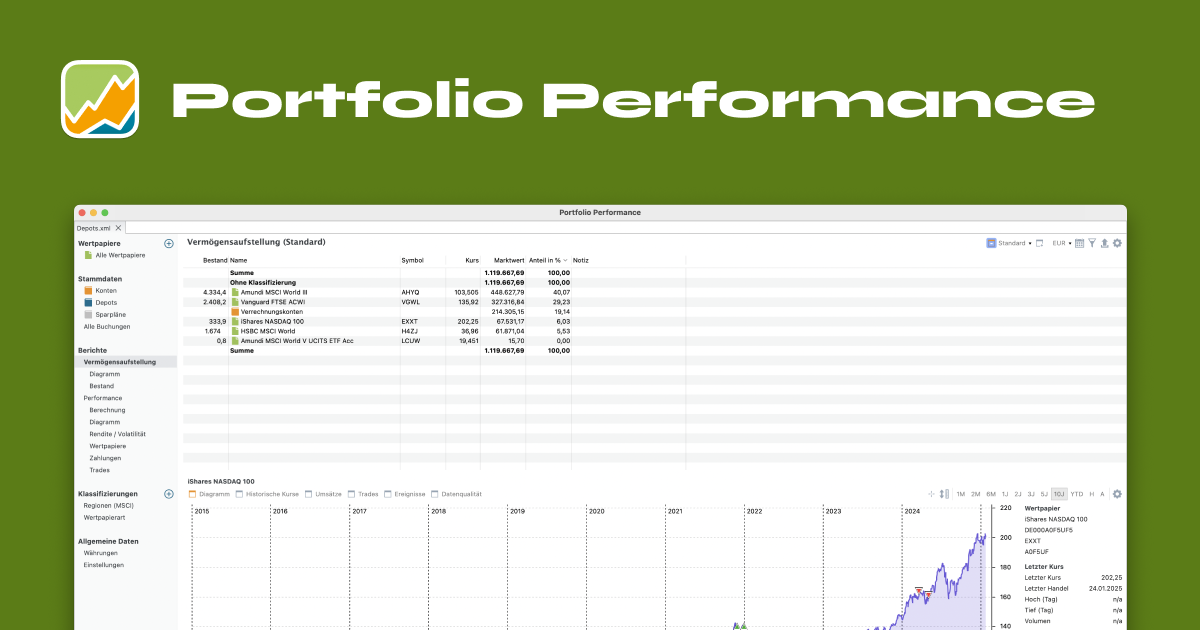 Portfolio Performance
Portfolio Performance
Depots.xml
Wertpapiere
Alle Wertpapiere
Stammdaten
Konten
Depots
Sparpläne
Alle Buchungen
Berichte
Vermögensaufstellung
Diagramm
Bestand
Performance
Berechnung
Diagramm
Rendite / Volatilität
Wertpapiere
Zahlungen
Trades
Klassifizierungen
Regionen (MSCI)
Wertpapierart
Allgemeine Daten
Währungen
Einstellungen
Vermögensaufstellung (Standard)
Standard EUR
Bestand Name Symbol Kurs Marktwert Anteil in % Notiz
Summe 1.119.667,69 100,00
Ohne Klassifizierung 1.119.667,69 100,00
4.334,4 Amundi MSCI World III AHYQ 103,505 448.627,79 40,07
2.408,2 Vanguard FTSE ACWI VGWL 135,92 327.316,84 29,23
Verrechnungskonten 214.305,15 19,14
333,9 iShares NASDAQ 100 EXXT 202,25 67.531,17 6,03
1.674 HSBC MSCI World H4ZJ 36,96 61.871,04 5,53
0,8 Amundi MSCI World V UCITS ETF Acc LCUW 19,451 15,70 0,00
Summe 1.119.667,69 100,00
iShares NASDAQ 100
Diagramm Historische Kurse Umsätze Trades Ereignisse Datenqualität
1M 2M 6M 1J 2J 3J 5J 10J YTD H A
2015 2016 2017 2018 2019 2020 2021 2022 2023 2024
220
200
180
160
140
Wertpapier
iShares NASDAQ 100
DE000A0F5UF5
EXXT
A0F5UF
Letzter Kurs
Letzter Kurs 202,25
Letzter Handel 24.01.2025
Hoch (Tag) n/a
Tief (Tag) n/a
Volumen n/a